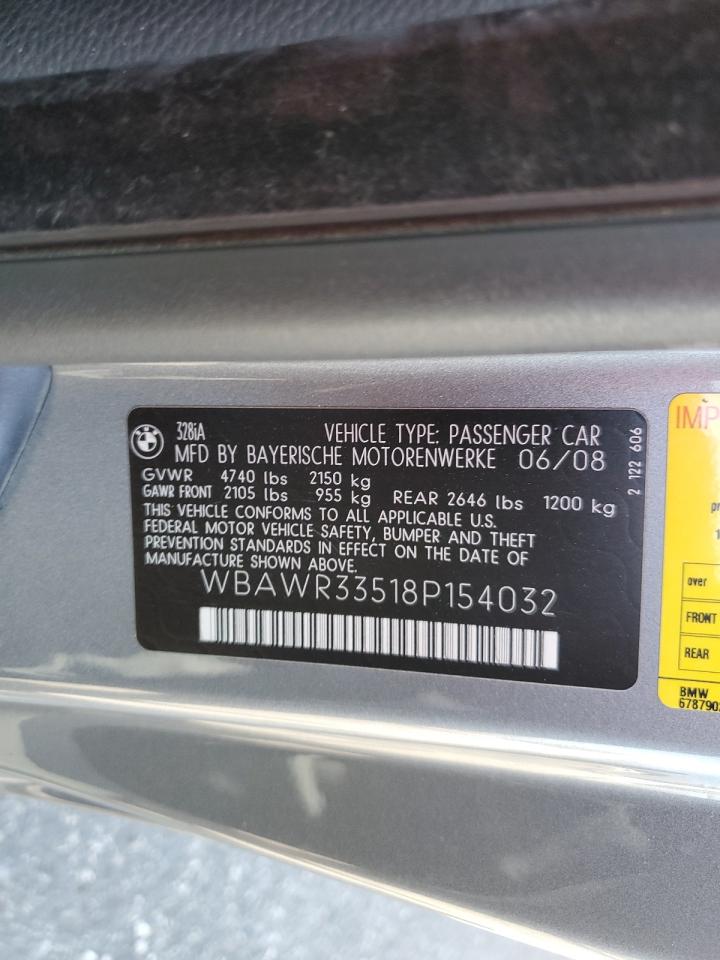 328iA VEHICLE TYPE: PASSENGER CAR
MFD BY BAYERISCHE MOTORENWERKE 06/08
GVWR 4740 lbs 2150 kg
GAWR FRONT 2105 lbs 955 kg REAR 2646 lbs 1200 kg
THIS VEHICLE CONFORMS TO ALL APPLICABLE U.S.
FEDERAL MOTOR VEHICLE SAFETY, BUMPER AND THEFT
PREVENTION STANDARDS IN EFFECT ON THE DATE OF
MANUFACTURE SHOWN ABOVE.
WBAWR33518P154032
2 122 606
IMP
over
FRONT
REAR
BMW
678790